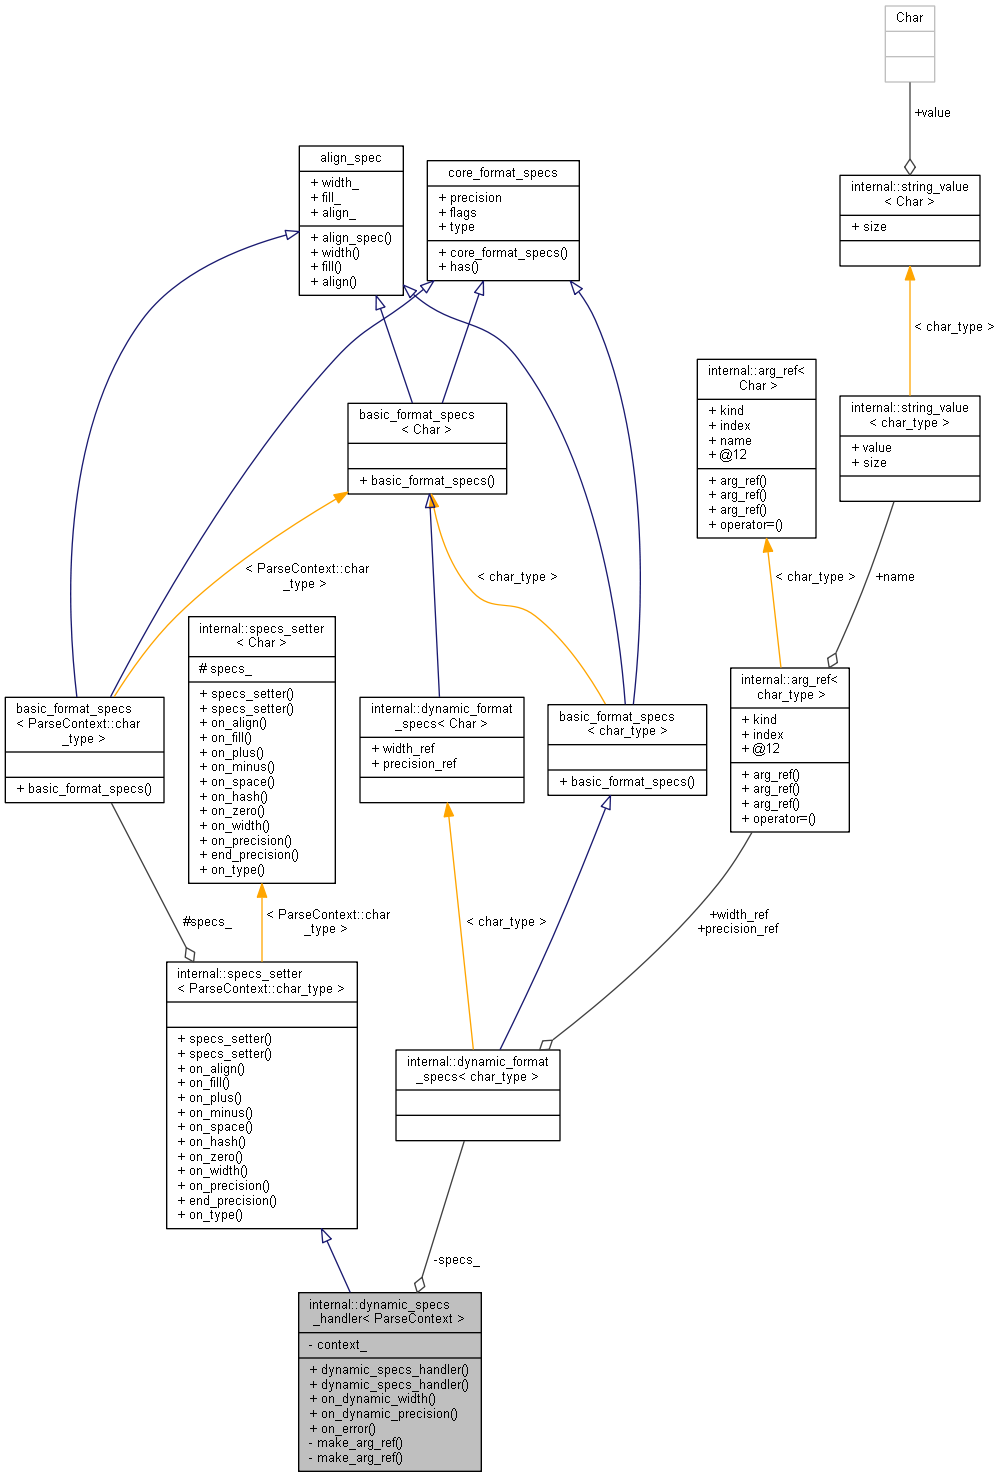 Char
+value
internal::string_value
< Char >
+ size
< char_type >
internal::string_value
< char_type >
+ value
+ size
align_spec
+ width_
+ fill_
+ align_
+ align_spec()
+ width()
+ fill()
+ align()
core_format_specs
+ precision
+ flags
+ type
+ core_format_specs()
+ has()
internal::arg_ref<
Char >
+ kind
+ index
+ name
+ @12
+ arg_ref()
+ arg_ref()
+ arg_ref()
+ operator=()
basic_format_specs
< Char >
+ basic_format_specs()
< ParseContext::char
_type >
< char_type >
< char_type >
+name
internal::specs_setter
< Char >
# specs_
+ specs_setter()
+ specs_setter()
+ on_align()
+ on_fill()
+ on_plus()
+ on_minus()
+ on_space()
+ on_hash()
+ on_zero()
+ on_width()
+ on_precision()
+ end_precision()
+ on_type()
basic_format_specs
< ParseContext::char
_type >
+ basic_format_specs()
internal::dynamic_format
_specs< Char >
+ width_ref
+ precision_ref
basic_format_specs
< char_type >
+ basic_format_specs()
internal::arg_ref<
char_type >
+ kind
+ index
+ @12
+ arg_ref()
+ arg_ref()
+ arg_ref()
+ operator=()
#specs_
< ParseContext::char
_type >
< char_type >
+width_ref
+precision_ref
internal::specs_setter
< ParseContext::char_type >
+ specs_setter()
+ specs_setter()
+ on_align()
+ on_fill()
+ on_plus()
+ on_minus()
+ on_space()
+ on_hash()
+ on_zero()
+ on_width()
+ on_precision()
+ end_precision()
+ on_type()
internal::dynamic_format
_specs< char_type >
-specs_
internal::dynamic_specs
_handler< ParseContext >
- context_
+ dynamic_specs_handler()
+ dynamic_specs_handler()
+ on_dynamic_width()
+ on_dynamic_precision()
+ on_error()
- make_arg_ref()
- make_arg_ref()